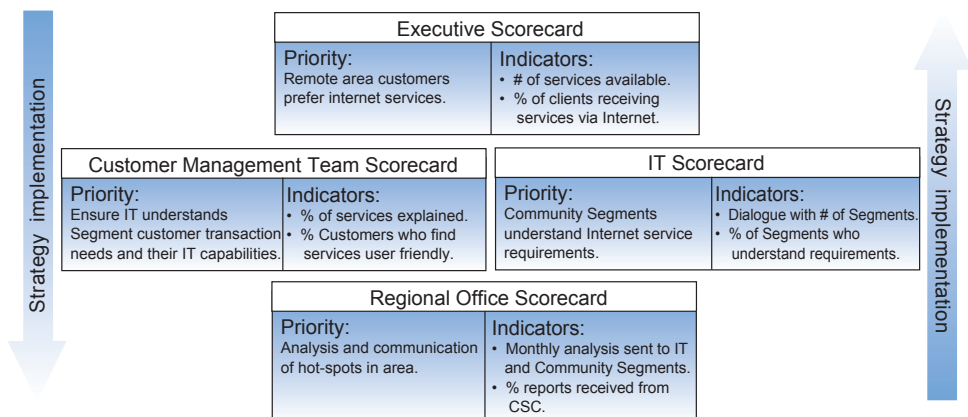 Executive Scorecard
Priority:
Remote area customers
prefer internet services.
Indicators:
• # of services available.
• % of clients receiving
services via Internet.
Strategy implementation
Strategy implementation
Customer Management Team Scorecard
Priority:
Ensure IT understands
Segment customer transaction
needs and their IT capabilities.
Indicators:
• % of services explained.
• % Customers who find
services user friendly.
IT Scorecard
Priority:
Community Segments
understand Internet service
requirements.
Indicators:
• Dialogue with # of Segments.
• % of Segments who
understand requirements.
Regional Office Scorecard
Priority:
Analysis and communication
of hot-spots in area.
Indicators:
• Monthly analysis sent to IT
and Community Segments.
• % reports received from
CSC.